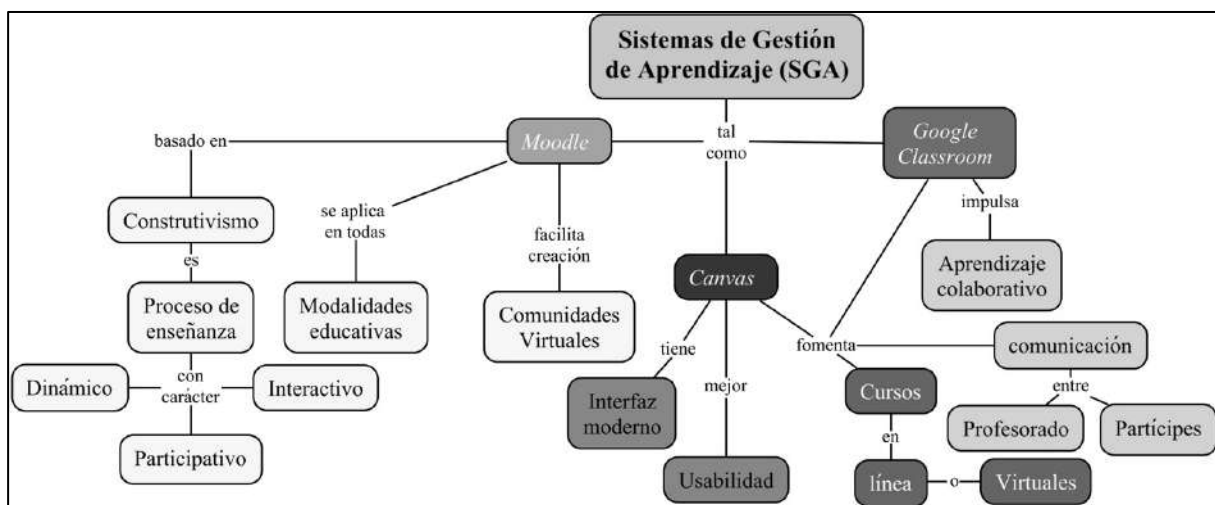 Sistemas de Gestión
de Aprendizaje (SGA)
tal
como
Moodle
Google
Classroom
Canvas
basado en
Construtivismo
es
Proceso de
enseñanza
con
carácter
Dinámico
Interactivo
Participativo
se aplica
en todas
Modalidades
educativas
facilita
creación
Comunidades
Virtuales
tiene
Interfaz
moderno
mejor
Usabilidad
fomenta
Cursos
en
línea
o
Virtuales
impulsa
Aprendizaje
colaborativo
comunicación
entre
Profesorado
Partícipes